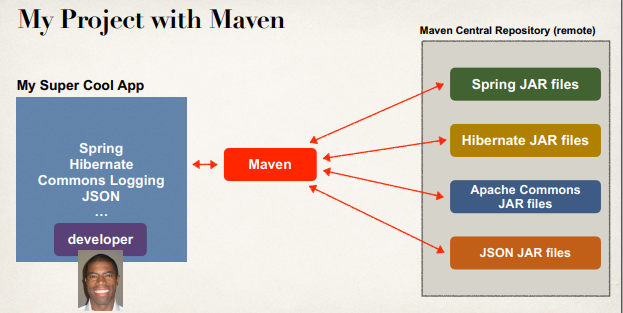 My Project with Maven
Maven Central Repository (remote)
My Super Cool App
Spring
Hibernate
Commons Logging
JSON
...
developer
Maven
Spring JAR files
Hibernate JAR files
Apache Commons
JAR files
JSON JAR files